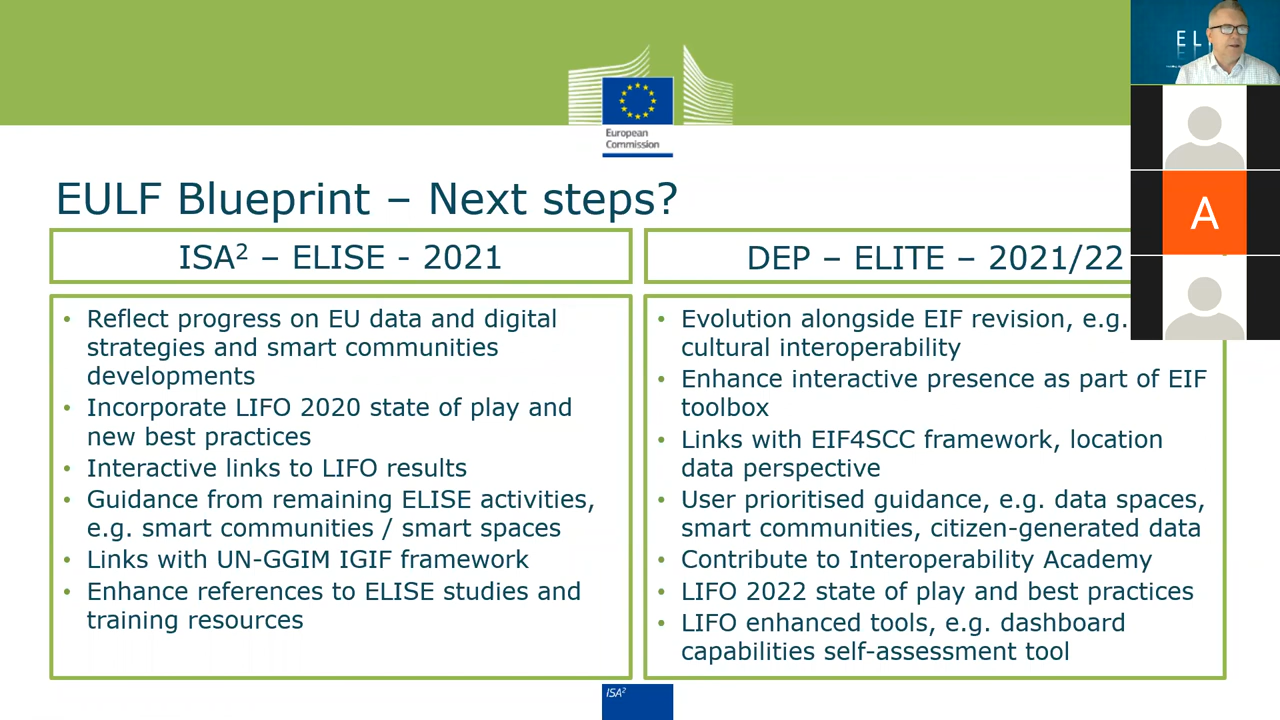 European
Commission
EULF Blueprint – Next steps?
ISA² – ELISE - 2021
• Reflect progress on EU data and digital
strategies and smart communities
developments
• Incorporate LIFO 2020 state of play and
new best practices
• Interactive links to LIFO results
• Guidance from remaining ELISE activities,
e.g. smart communities / smart spaces
• Links with UN-GGIM IGIF framework
• Enhance references to ELISE studies and
training resources
DEP – ELITE – 2021/22
• Evolution alongside EIF revision, e.g.
cultural interoperability
• Enhance interactive presence as part of EIF
toolbox
• Links with EIF4SCC framework, location
data perspective
• User prioritised guidance, e.g. data spaces,
smart communities, citizen-generated data
• Contribute to Interoperability Academy
• LIFO 2022 state of play and best practices
• LIFO enhanced tools, e.g. dashboard
capabilities self-assessment tool
ISA²
A